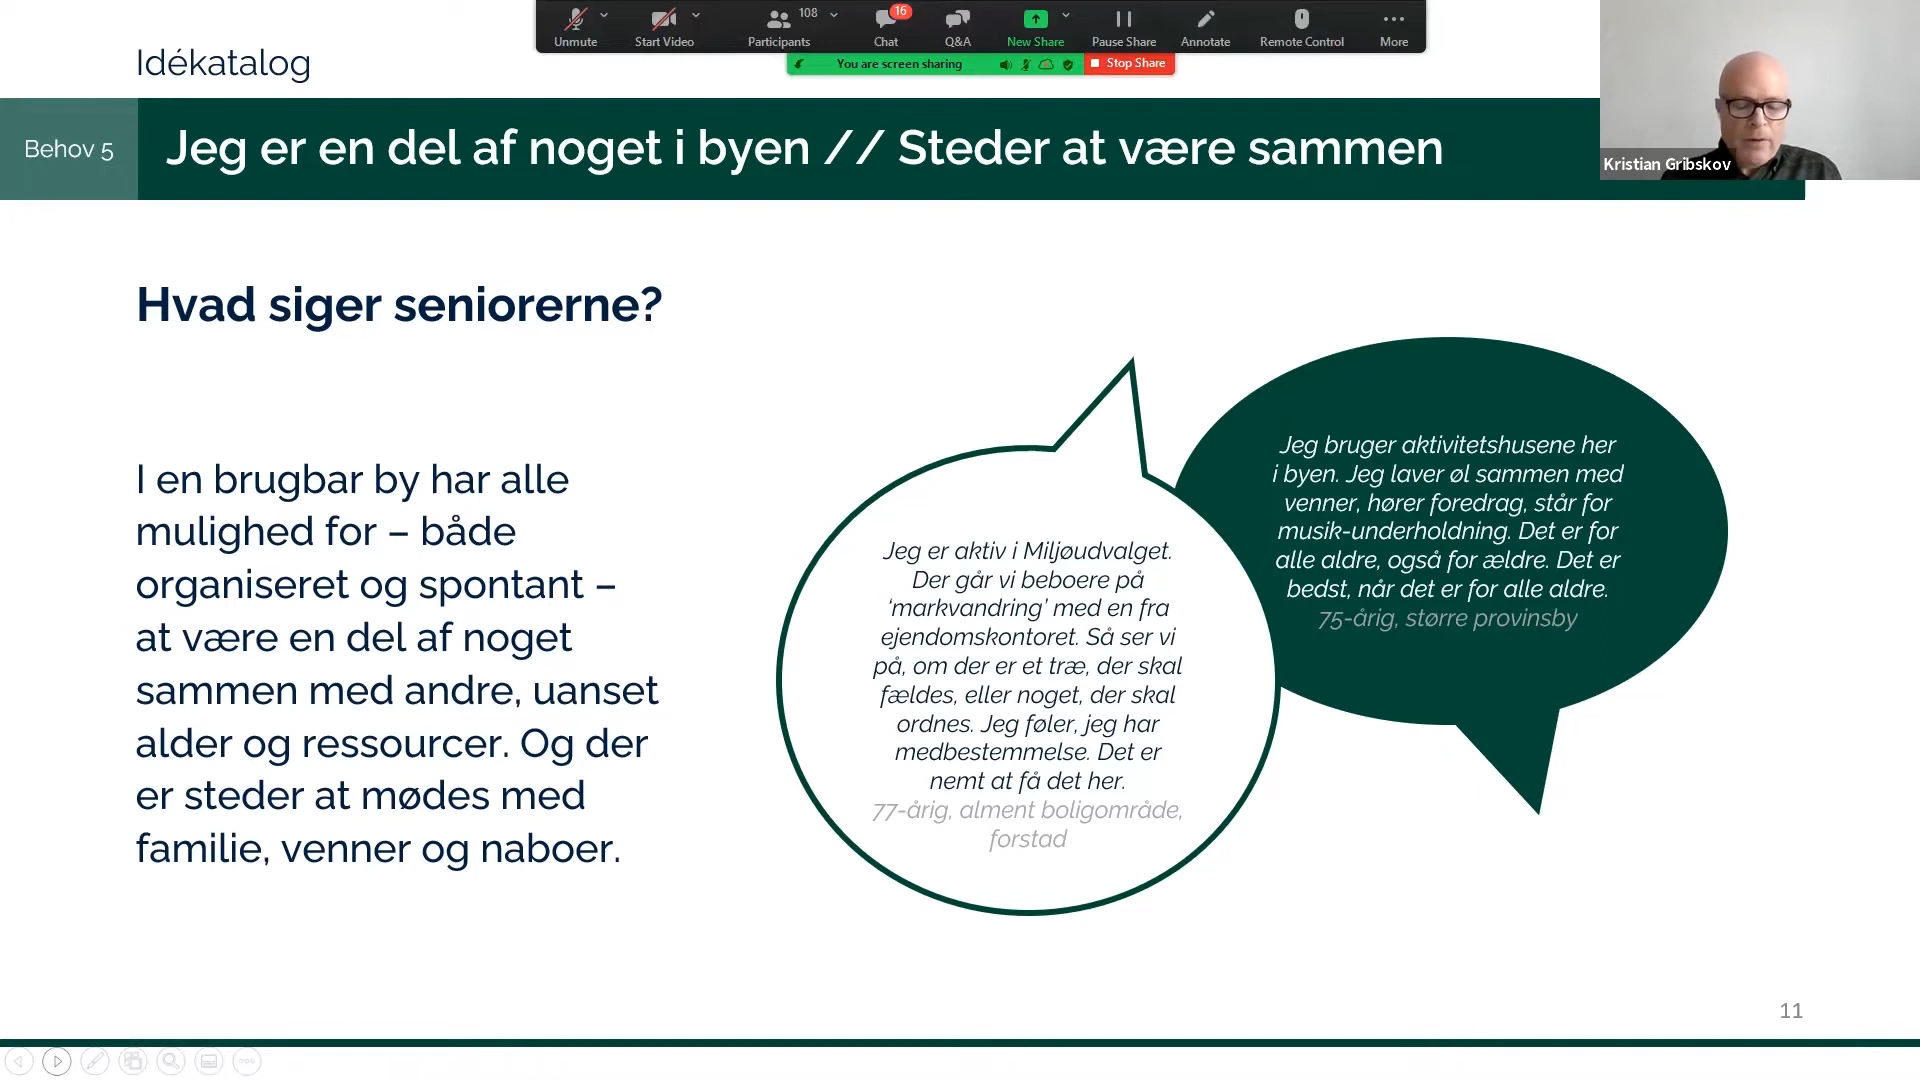 Unmute
Start Video
108
Participants
16
Chat
Q&A
New Share
Pause Share
Annotate
Remote Control
More
You are screen sharing
Stop Share
Idékatalog
Behov 5
Jeg er en del af noget i byen // Steder at være sammen
Kristian Gribskov
Hvad siger seniorerne?
I en brugbar by har alle
mulighed for – både
organiseret og spontant –
at være en del af noget
sammen med andre, uanset
alder og ressourcer. Og der
er steder at mødes med
familie, venner og naboer.
Jeg er aktiv i Miljøudvalget.
Der går vi beboere på
‘markvandring’ med en fra
ejendomskontoret. Så ser vi
på, om der er et træ, der skal
fældes, eller noget, der skal
ordnes. Jeg føler, jeg har
medbestemmelse. Det er
nemt at få det her.
77-årig, alment boligområde,
forstad
Jeg bruger aktivitetshusene her
i byen. Jeg laver øl sammen med
venner, hører foredrag, står for
musik-underholdning. Det er for
alle aldre, også for ældre. Det er
bedst, når det er for alle aldre.
75-årig, større provinsby
11